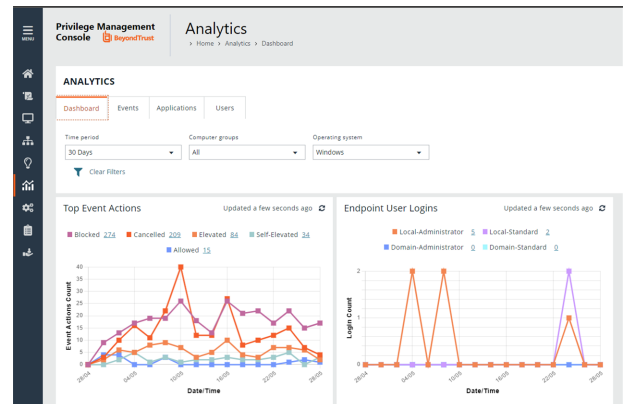 MENU
Privilege Management
Console BeyondTrust
Analytics
› Home › Analytics › Dashboard
ANALYTICS
Dashboard Events Applications Users
Time period Computer groups Operating system
30 Days All Windows
Clear Filters
Top Event Actions Updated a few seconds ago
Blocked 274 Cancelled 209 Elevated 84 Self-Elevated 34
Allowed 15
Event Actions Count
40
35
30
25
20
15
10
5
0
28/04 04/05 10/05 16/05 22/05 28/05
Date/Time
Endpoint User Logins Updated a few seconds ago
Local-Administrator 5 Local-Standard 2
Domain-Administrator 0 Domain-Standard 0
Login Count
2
1
0
28/04 04/05 10/05 16/05 22/05 28/05
Date/Time